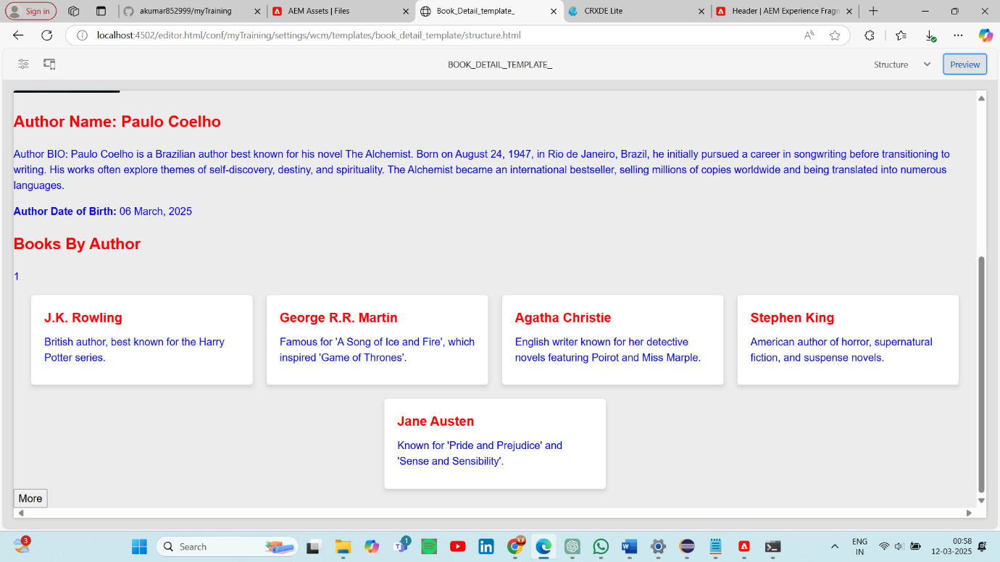 Sign in
akumar852999/myTraining
AEM Assets | Files
Book_Detail_template_
CRXDE Lite
Header | AEM Experience Fragn
localhost:4502/editor.html/conf/myTraining/settings/wcm/templates/book_detail_template/structure.html
BOOK_DETAIL_TEMPLATE_
Structure
Preview
Author Name: Paulo Coelho
Author BIO: Paulo Coelho is a Brazilian author best known for his novel The Alchemist. Born on August 24, 1947, in Rio de Janeiro, Brazil, he initially pursued a career in songwriting before transitioning to
writing. His works often explore themes of self-discovery, destiny, and spirituality. The Alchemist became an international bestseller, selling millions of copies worldwide and being translated into numerous
languages.
Author Date of Birth: 06 March, 2025
Books By Author
1
J.K. Rowling
British author, best known for the Harry
Potter series.
George R.R. Martin
Famous for 'A Song of Ice and Fire', which
inspired 'Game of Thrones'.
Agatha Christie
English writer known for her detective
novels featuring Poirot and Miss Marple.
Stephen King
American author of horror, supernatural
fiction, and suspense novels.
Jane Austen
Known for 'Pride and Prejudice' and
'Sense and Sensibility'.
More
3
Search
1
ENG
IN
00:58
12-03-2025